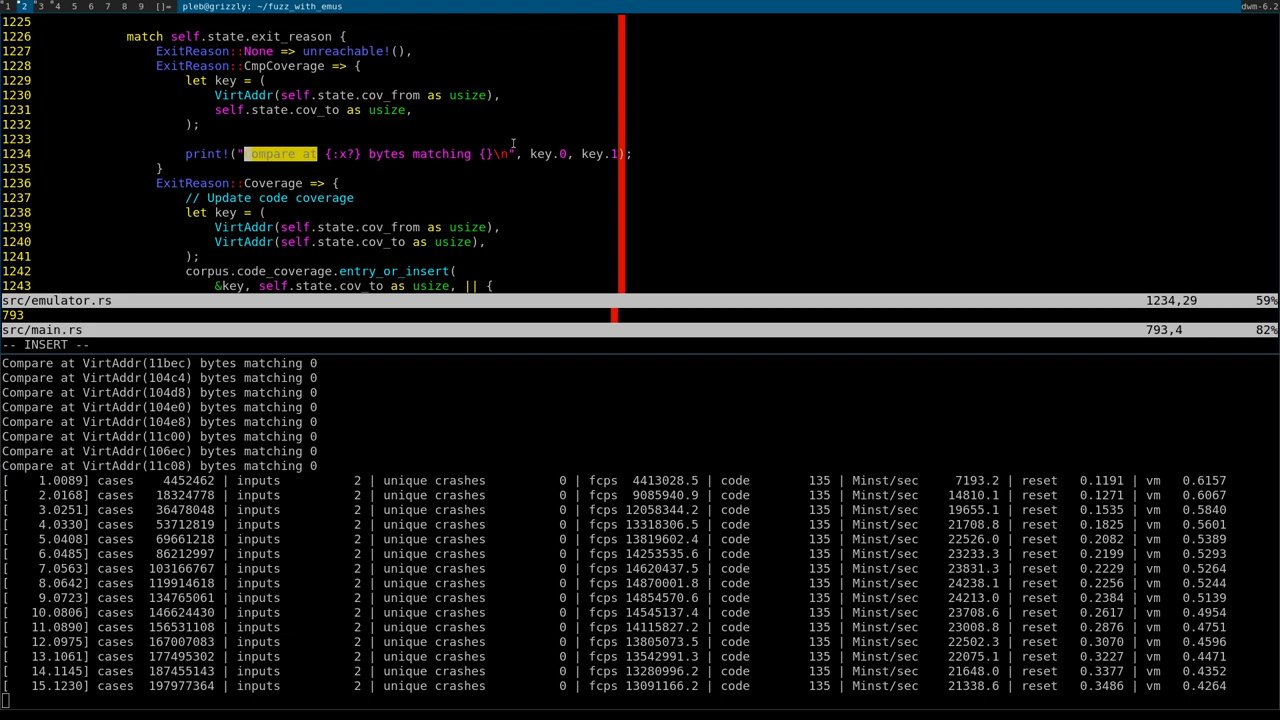 1 2 3 4 5 6 7 8 9 []= pleb@grizzly: ~/fuzz_with_emus dwm-6.2
1225
1226 match self.state.exit_reason {
1227 ExitReason::None => unreachable!(),
1228 ExitReason::CmpCoverage => {
1229 let key = (
1230 VirtAddr(self.state.cov_from as usize),
1231 self.state.cov_to as usize,
1232 );
1233
1234 print!("Compare at {:x?} bytes matching {}\n", key.0, key.1);
1235 }
1236 ExitReason::Coverage => {
1237 // Update code coverage
1238 let key = (
1239 VirtAddr(self.state.cov_from as usize),
1240 VirtAddr(self.state.cov_to as usize),
1241 );
1242 corpus.code_coverage.entry_or_insert(
1243 &key, self.state.cov_to as usize, || {
src/emulator.rs 1234,29 59%
793
src/main.rs 793,4 82%
-- INSERT --
Compare at VirtAddr(11bec) bytes matching 0
Compare at VirtAddr(104c4) bytes matching 0
Compare at VirtAddr(104d8) bytes matching 0
Compare at VirtAddr(104e0) bytes matching 0
Compare at VirtAddr(104e8) bytes matching 0
Compare at VirtAddr(11c00) bytes matching 0
Compare at VirtAddr(106ec) bytes matching 0
Compare at VirtAddr(11c08) bytes matching 0
[ 1.0089] cases 4452462 | inputs 2 | unique crashes 0 | fcps 4413028.5 | code 135 | Minst/sec 7193.2 | reset 0.1191 | vm 0.6157
[ 2.0168] cases 18324778 | inputs 2 | unique crashes 0 | fcps 9085940.9 | code 135 | Minst/sec 14810.1 | reset 0.1271 | vm 0.6067
[ 3.0251] cases 36478048 | inputs 2 | unique crashes 0 | fcps 12058344.2 | code 135 | Minst/sec 19655.1 | reset 0.1535 | vm 0.5840
[ 4.0330] cases 53712819 | inputs 2 | unique crashes 0 | fcps 13318306.5 | code 135 | Minst/sec 21708.8 | reset 0.1825 | vm 0.5601
[ 5.0408] cases 69661218 | inputs 2 | unique crashes 0 | fcps 13819602.4 | code 135 | Minst/sec 22526.0 | reset 0.2082 | vm 0.5389
[ 6.0485] cases 86212997 | inputs 2 | unique crashes 0 | fcps 14253535.6 | code 135 | Minst/sec 23233.3 | reset 0.2199 | vm 0.5293
[ 7.0563] cases 103166767 | inputs 2 | unique crashes 0 | fcps 14620437.5 | code 135 | Minst/sec 23831.3 | reset 0.2229 | vm 0.5264
[ 8.0642] cases 119914618 | inputs 2 | unique crashes 0 | fcps 14870001.8 | code 135 | Minst/sec 24238.1 | reset 0.2256 | vm 0.5244
[ 9.0723] cases 134765061 | inputs 2 | unique crashes 0 | fcps 14854570.6 | code 135 | Minst/sec 24213.0 | reset 0.2384 | vm 0.5139
[ 10.0806] cases 146624430 | inputs 2 | unique crashes 0 | fcps 14545137.4 | code 135 | Minst/sec 23708.6 | reset 0.2617 | vm 0.4954
[ 11.0890] cases 156531108 | inputs 2 | unique crashes 0 | fcps 14115827.2 | code 135 | Minst/sec 23008.8 | reset 0.2876 | vm 0.4751
[ 12.0975] cases 167007083 | inputs 2 | unique crashes 0 | fcps 13805073.5 | code 135 | Minst/sec 22502.3 | reset 0.3070 | vm 0.4596
[ 13.1061] cases 177495302 | inputs 2 | unique crashes 0 | fcps 13542991.3 | code 135 | Minst/sec 22075.1 | reset 0.3227 | vm 0.4471
[ 14.1145] cases 187455143 | inputs 2 | unique crashes 0 | fcps 13280996.2 | code 135 | Minst/sec 21648.0 | reset 0.3377 | vm 0.4352
[ 15.1230] cases 197977364 | inputs 2 | unique crashes 0 | fcps 13091166.2 | code 135 | Minst/sec 21338.6 | reset 0.3486 | vm 0.4264